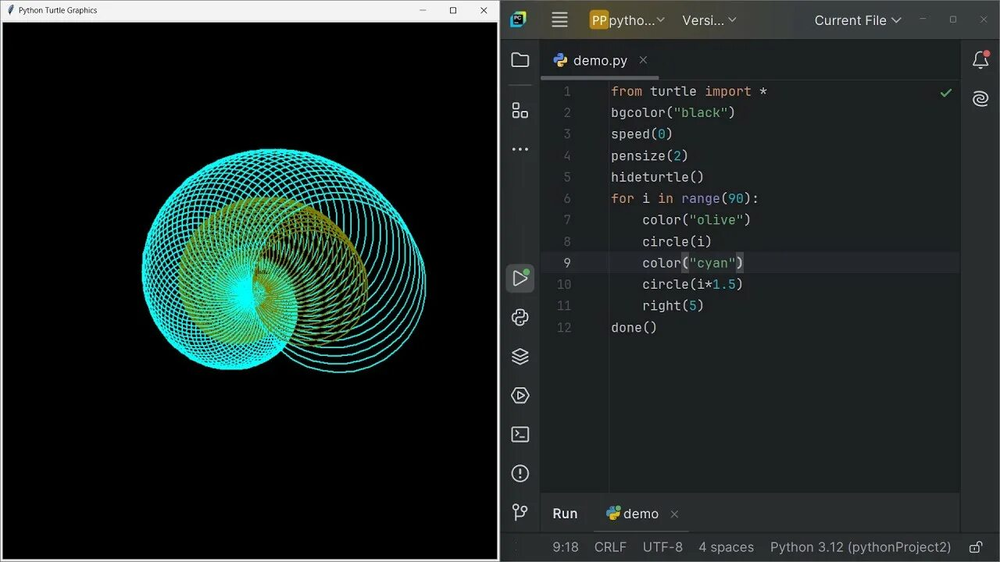 Python Turtle Graphics
PC
PP python... Versi... Current File
demo.py
1 from turtle import *
2 bgcolor("black")
3 speed(0)
4 pensize(2)
5 hideturtle()
6 for i in range(90):
7     color("olive")
8     circle(i)
9     color("cyan")
10     circle(i*1.5)
11     right(5)
12 done()
Run demo
9:18 CRLF UTF-8 4 spaces Python 3.12 (pythonProject2)